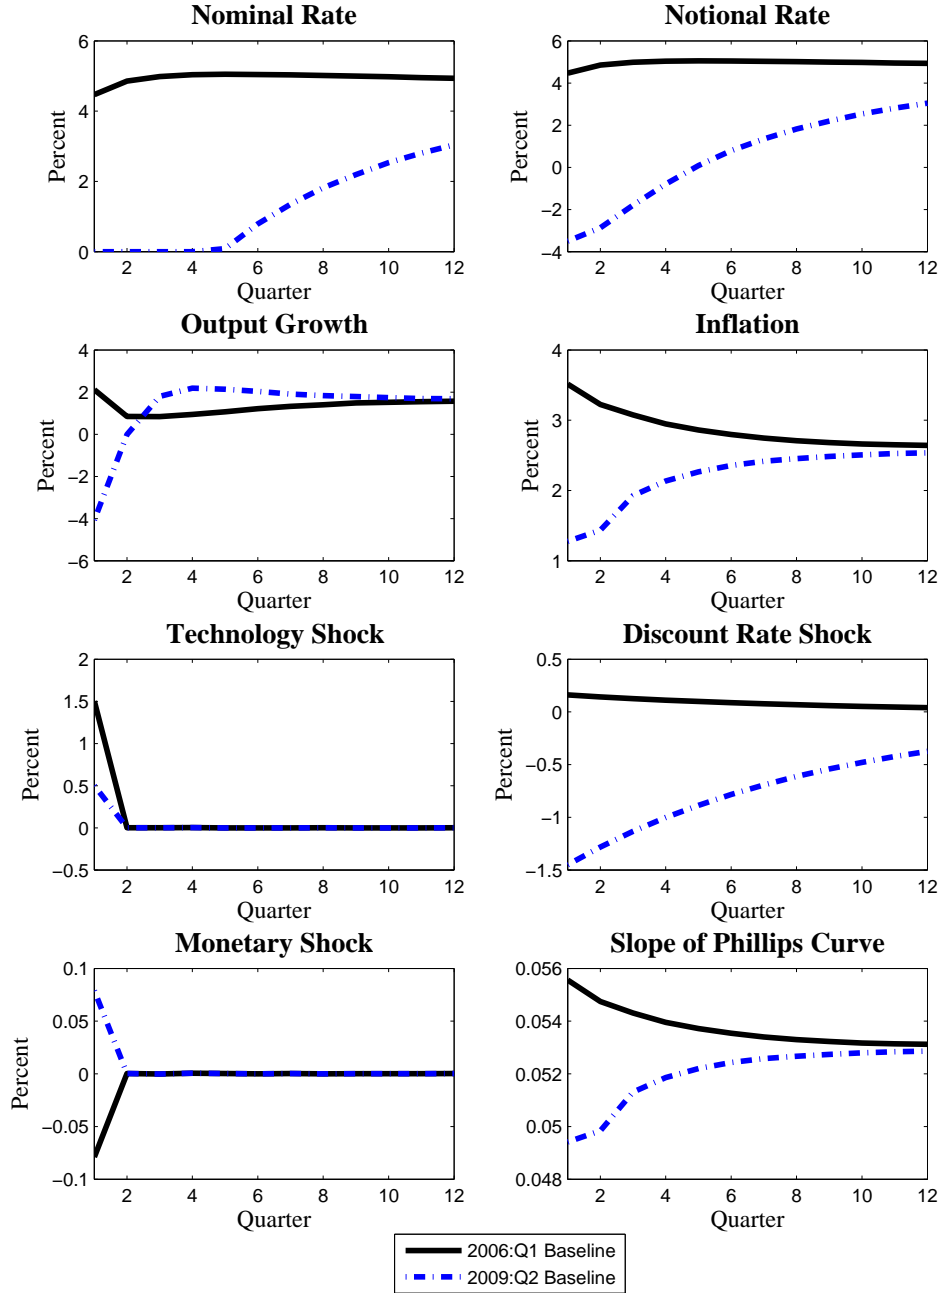 Nominal Rate
6
4
2
0
Percent
2 4 6 8 10 12
Quarter
Notional Rate
6
4
2
0
−2
−4
Percent
2 4 6 8 10 12
Quarter
Output Growth
4
2
0
−2
−4
−6
Percent
2 4 6 8 10 12
Quarter
Inflation
4
3
2
1
Percent
2 4 6 8 10 12
Quarter
Technology Shock
2
1.5
1
0.5
0
−0.5
Percent
2 4 6 8 10 12
Quarter
Discount Rate Shock
0.5
0
−0.5
−1
−1.5
Percent
2 4 6 8 10 12
Quarter
Monetary Shock
0.1
0.05
0
−0.05
−0.1
Percent
2 4 6 8 10 12
Quarter
Slope of Phillips Curve
0.056
0.054
0.052
0.05
0.048
2 4 6 8 10 12
Quarter
2006:Q1 Baseline
2009:Q2 Baseline